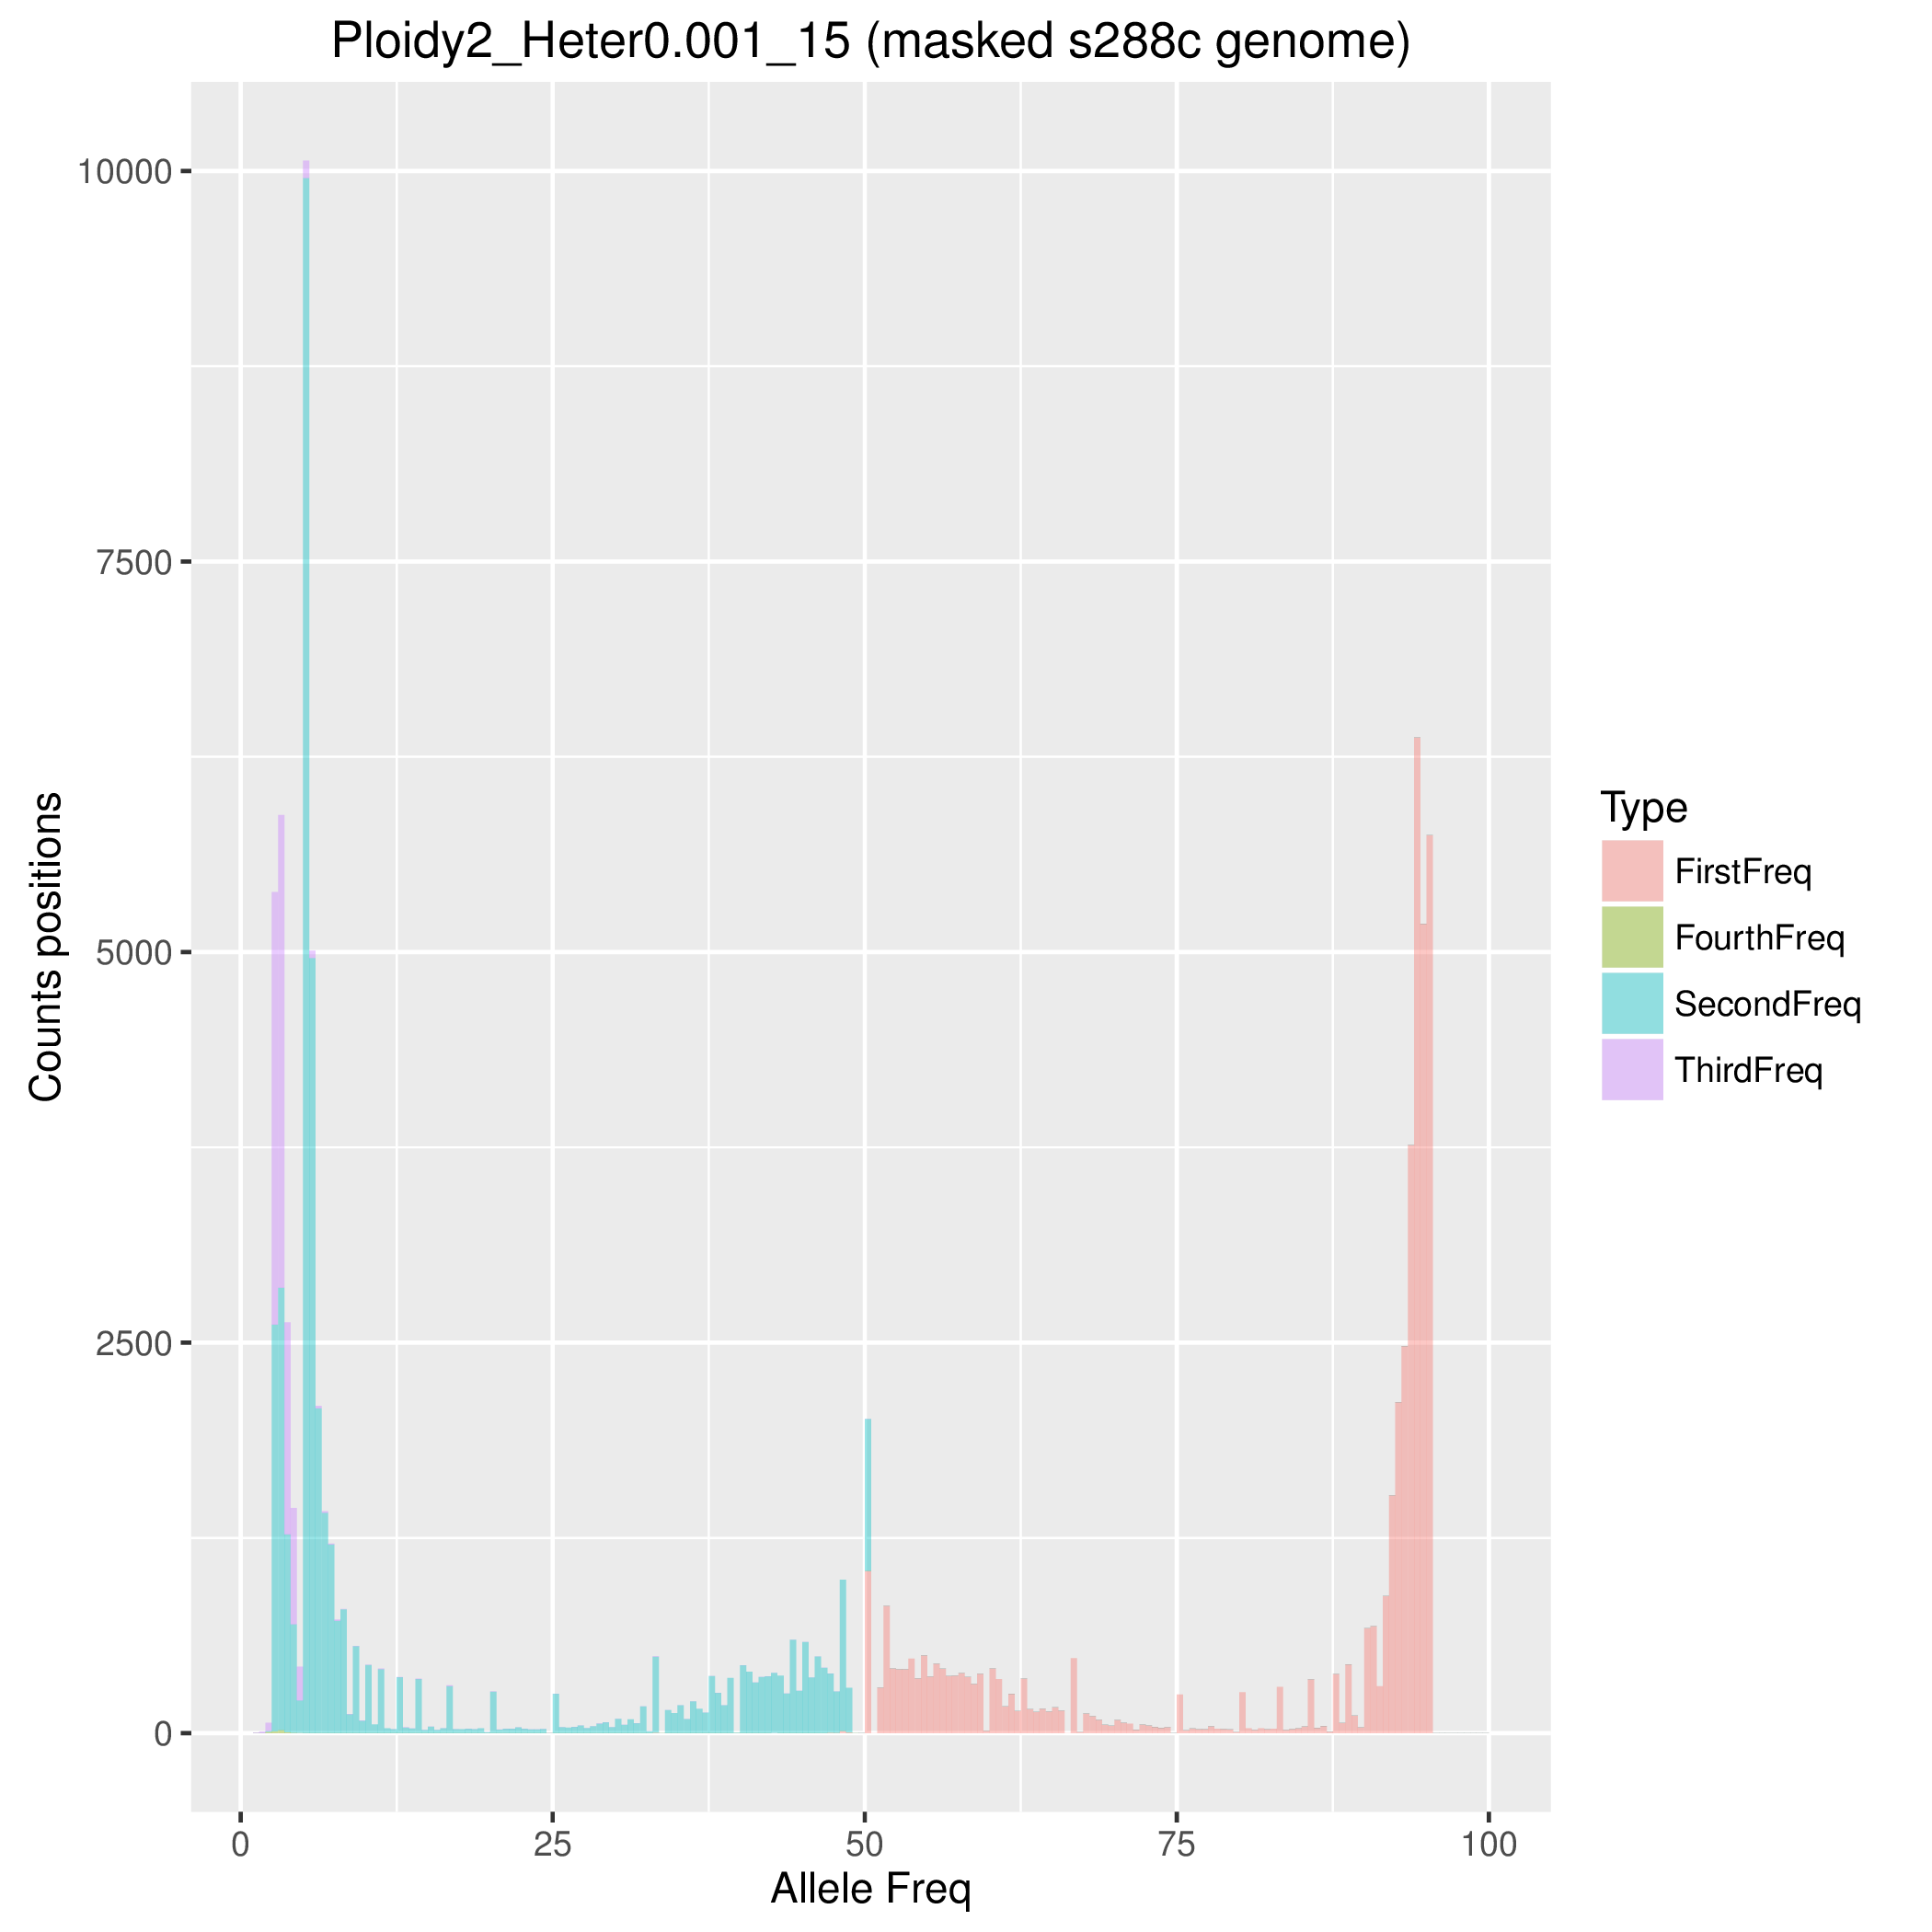 Ploidy2_Heter0.001_15 (masked s288c genome)
Counts positions
10000
7500
5000
2500
0
0 25 50 75 100
Allele Freq
Type
FirstFreq
FourthFreq
SecondFreq
ThirdFreq